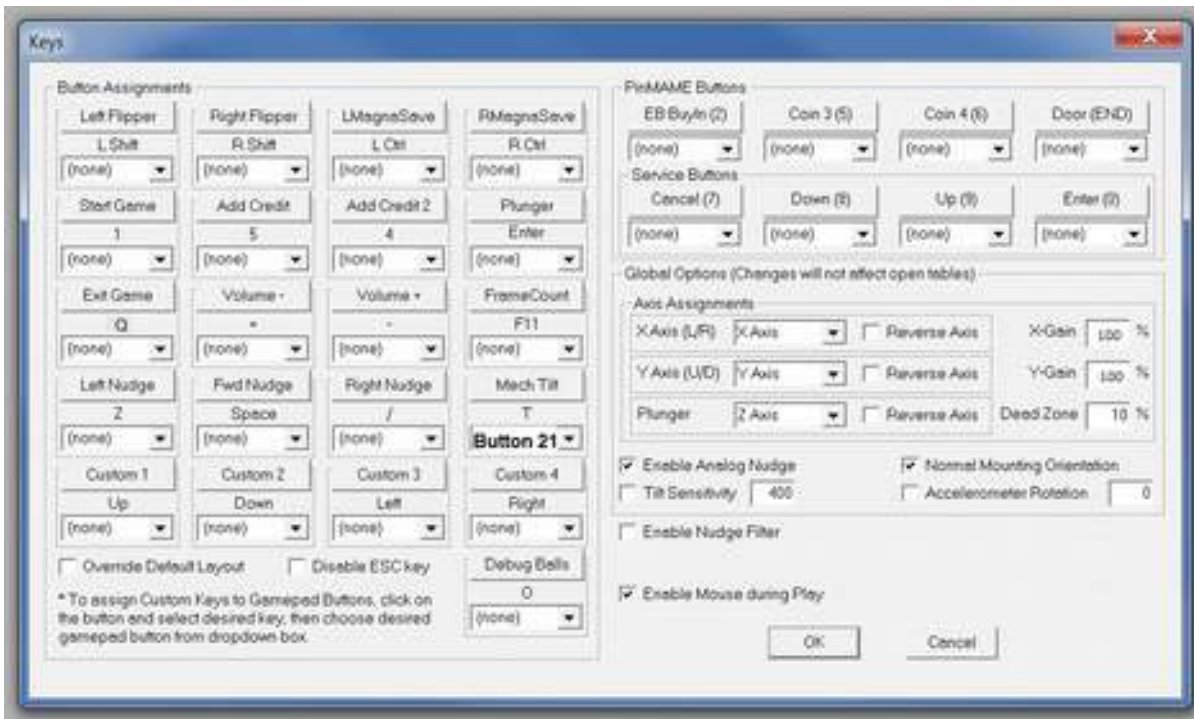 Keys
Button Assignments
Left Flipper Right Flipper LMagnaSave RMagnaSave
L Shift R Shift L Ctrl R Ctrl
(none) (none) (none) (none)
Start Game Add Credit Add Credit 2 Plunger
1 5 4 Enter
(none) (none) (none) (none)
Exit Game Volume - Volume + FrameCount
Q = - F11
(none) (none) (none) (none)
Left Nudge Fwd Nudge Right Nudge Mech Tilt
Z Space / T
(none) (none) (none) Button 21
Custom 1 Custom 2 Custom 3 Custom 4
Up Down Left Right
(none) (none) (none) (none)
Override Default Layout Disable ESC key Debug Balls
O
(none)
* To assign Custom Keys to Gamepad Buttons, click on
the button and select desired key, then choose desired
gamepad button from dropdown box.
PinMAME Buttons
EB BuyIn (2) Coin 3 (5) Coin 4 (6) Door (END)
(none) (none) (none) (none)
Service Buttons
Cancel (7) Down (8) Up (9) Enter (0)
(none) (none) (none) (none)
Global Options (Changes will not affect open tables)
Axis Assignments
X Axis (L/R) X Axis Reverse Axis X-Gain 100 %
Y Axis (U/D) Y Axis Reverse Axis Y-Gain 100 %
Plunger Z Axis Reverse Axis Dead Zone 10 %
Enable Analog Nudge Normal Mounting Orientation
Tilt Sensitivity 400 Accelerometer Rotation 0
Enable Nudge Filter
Enable Mouse during Play
OK Cancel